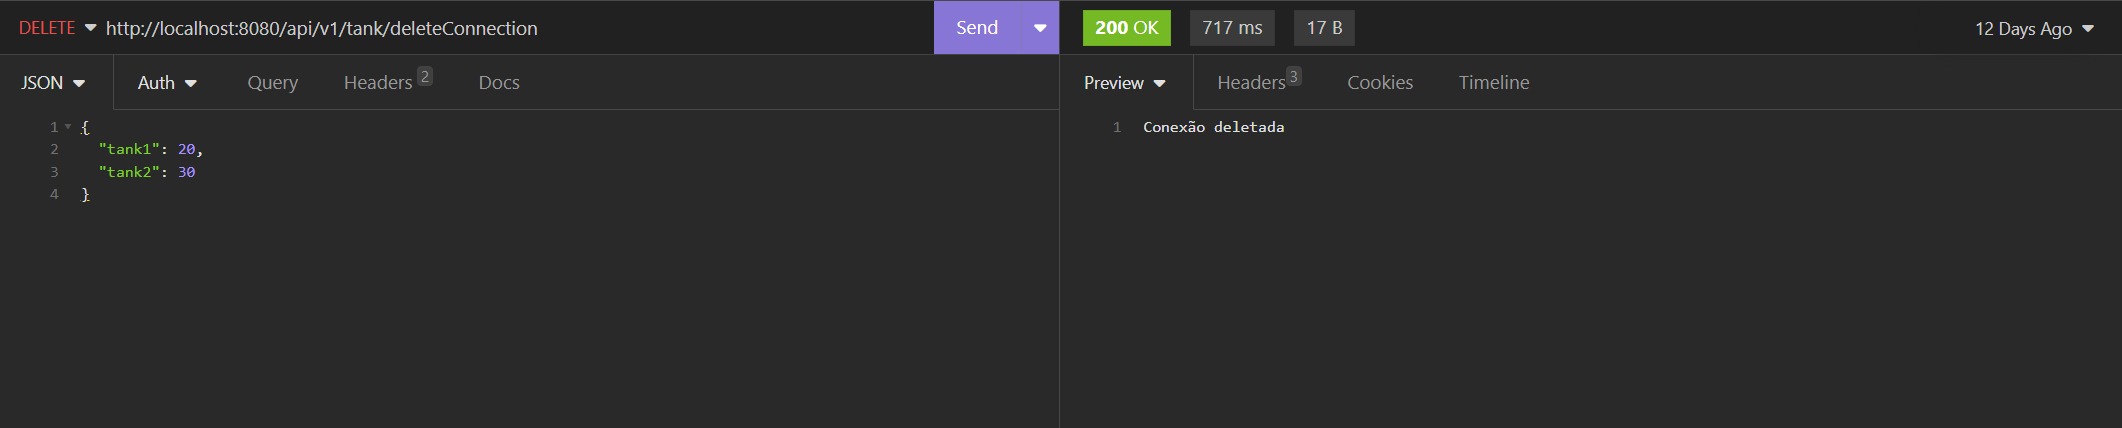 DELETE http://localhost:8080/api/v1/tank/deleteConnection Send 200 OK 717 ms 17 B 12 Days Ago
JSON Auth Query Headers 2 Docs Preview Headers 3 Cookies Timeline
1 {
2 "tank1": 20,
3 "tank2": 30
4 }
1 Conexão deletada